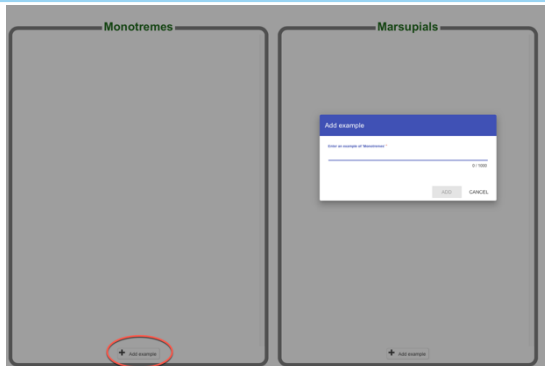 Monotremes
Marsupials
Add example
Enter an example of 'Monotremes' *
0 / 1000
ADD
CANCEL
Add example
Add example